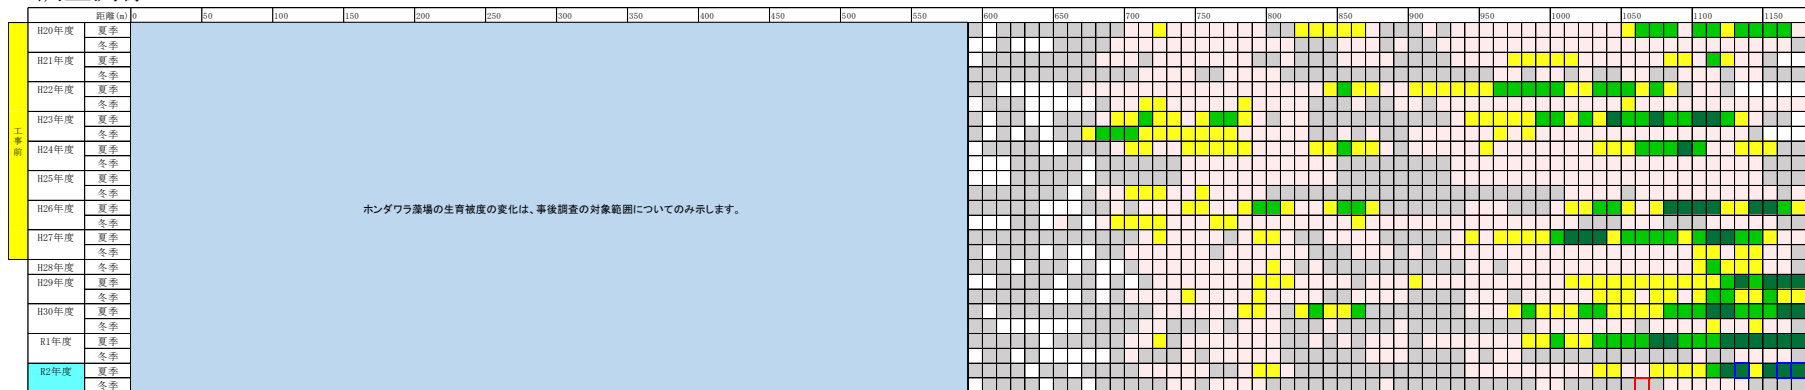 距離(m) 0 50 100 150 200 250 300 350 400 450 500 550 600 650 700 750 800 850 900 950 1000 1050 1100 1150
工事前
H20年度 夏季
冬季
H21年度 夏季
冬季
H22年度 夏季
冬季
H23年度 夏季
冬季
H24年度 夏季
冬季
H25年度 夏季
冬季
ホンダワラ藻場の生育被度の変化は、事後調査の対象範囲についてのみ示します。
H26年度 夏季
冬季
H27年度 夏季
冬季
H28年度 冬季
H29年度 夏季
冬季
H30年度 夏季
冬季
R1年度 夏季
冬季
R2年度 夏季
冬季